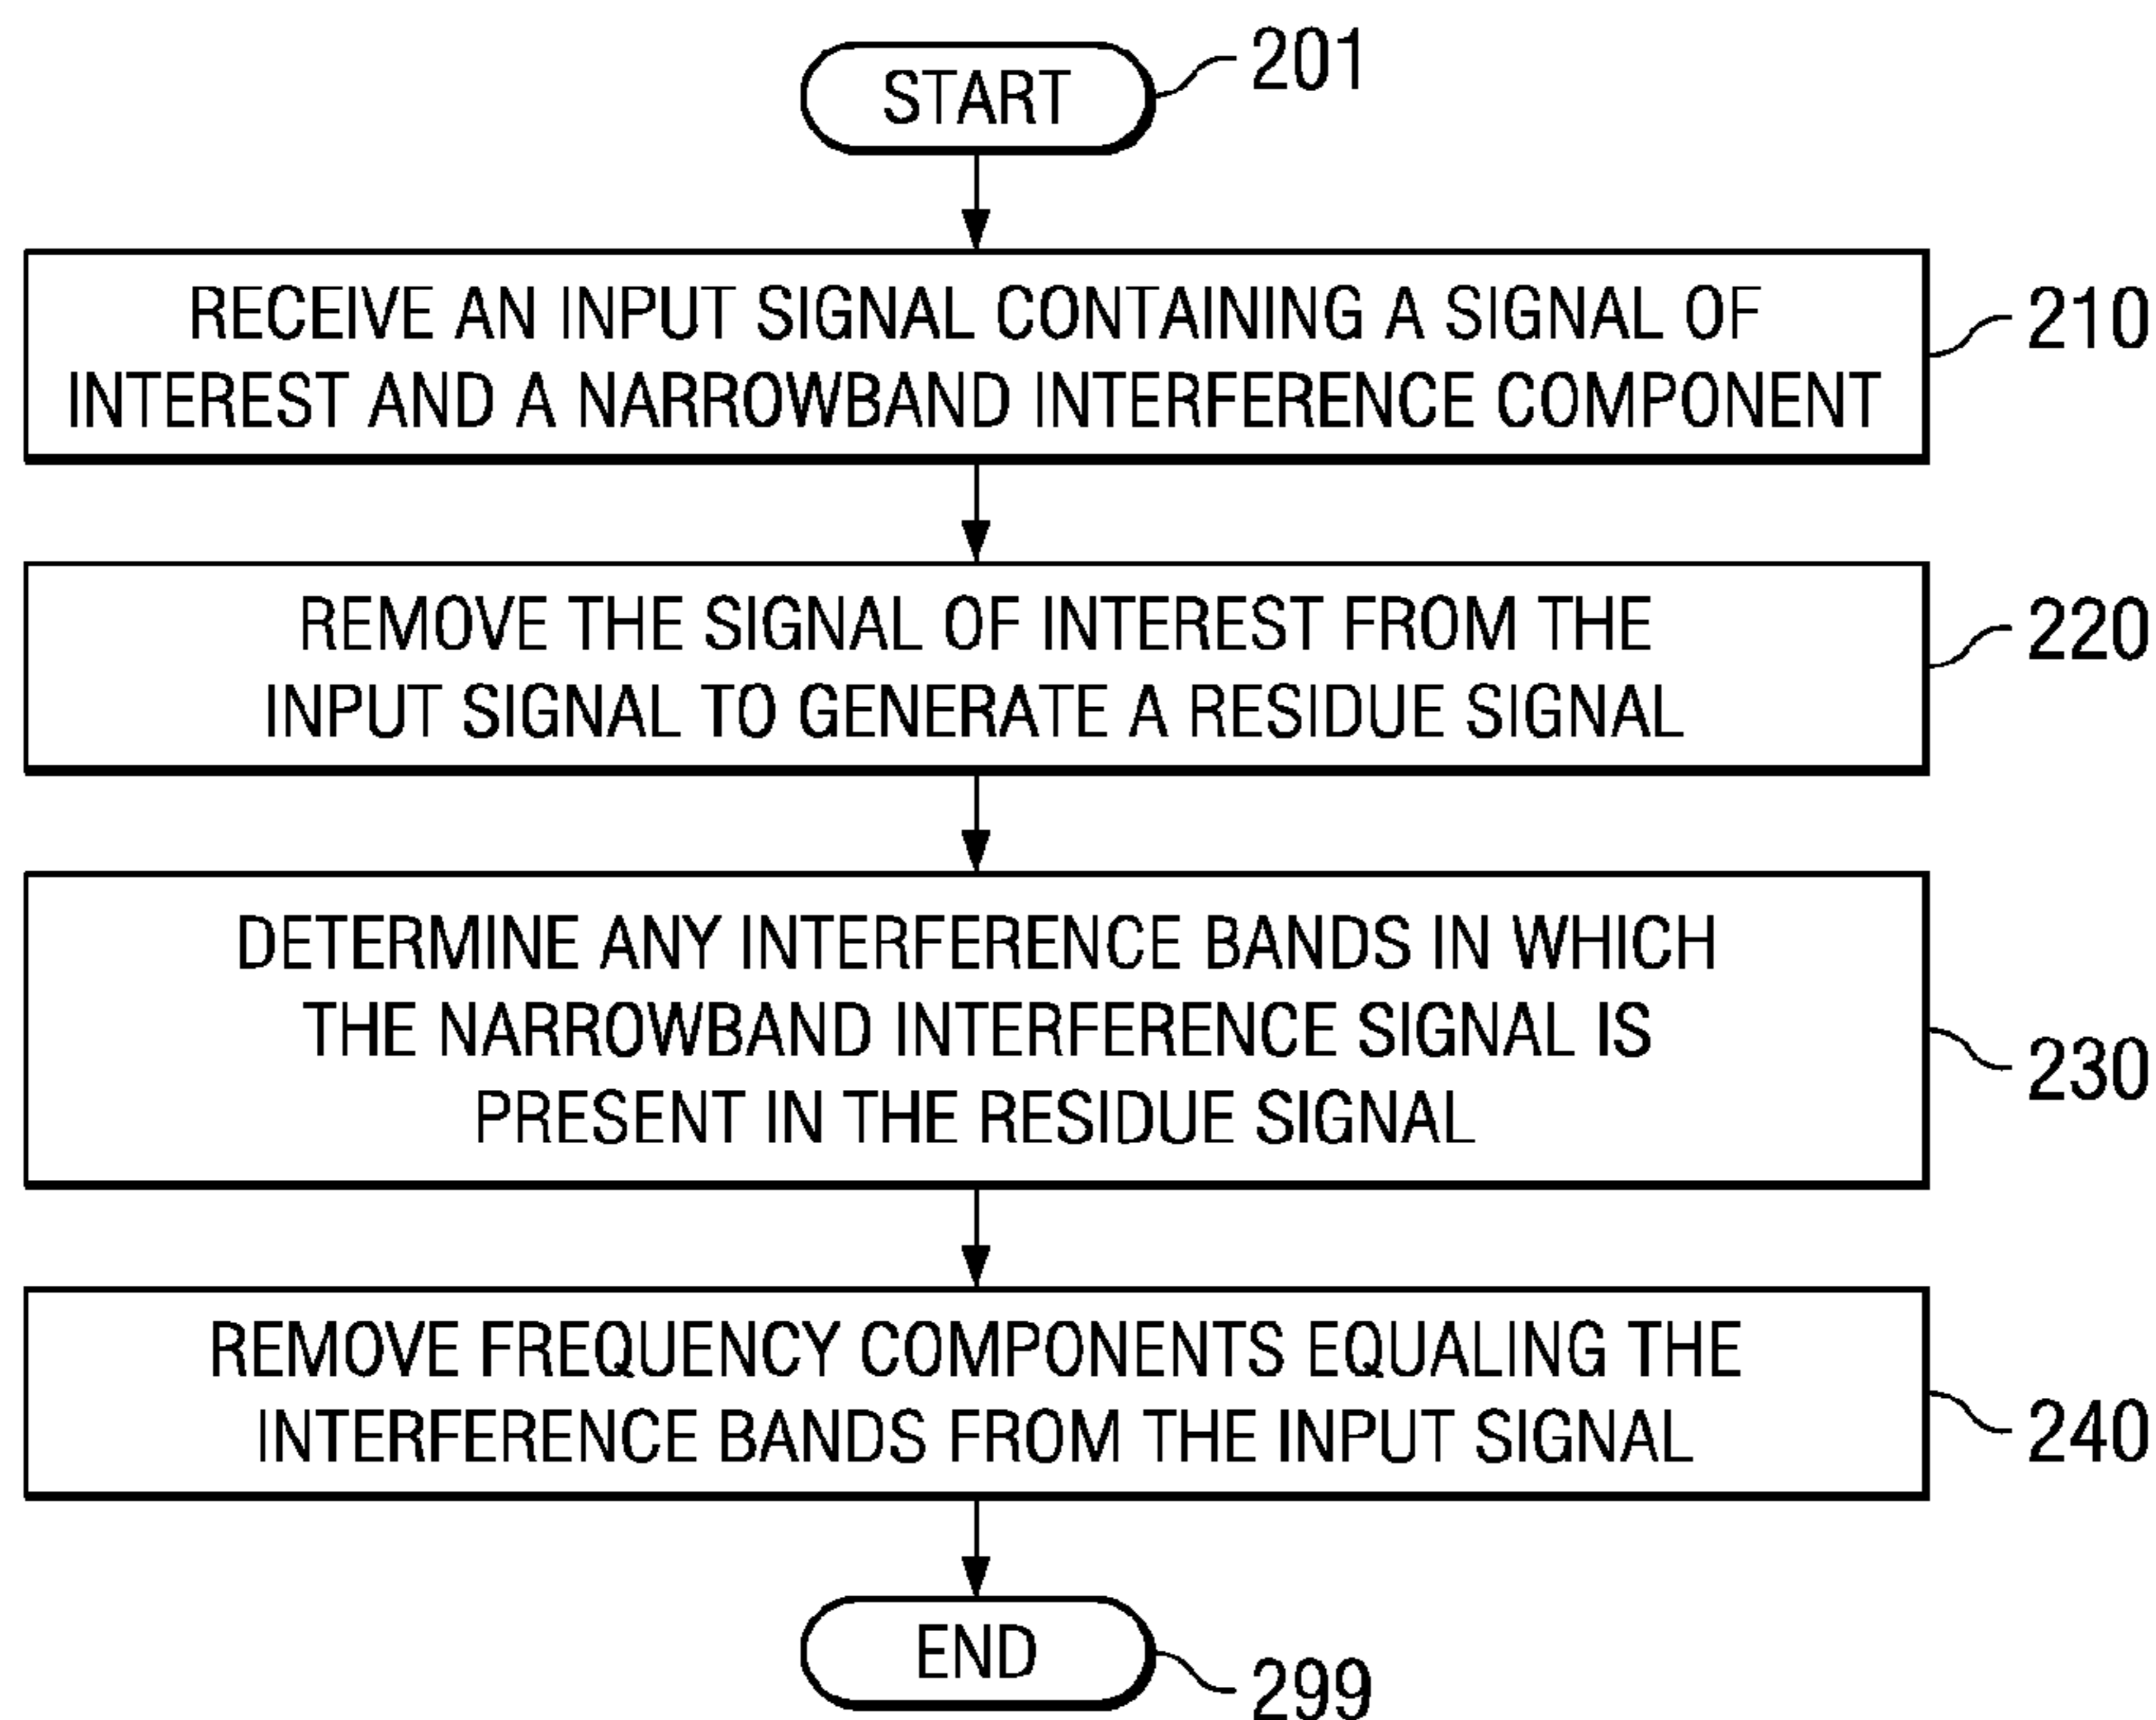 START
201
RECEIVE AN INPUT SIGNAL CONTAINING A SIGNAL OF
INTEREST AND A NARROWBAND INTERFERENCE COMPONENT
210
REMOVE THE SIGNAL OF INTEREST FROM THE
INPUT SIGNAL TO GENERATE A RESIDUE SIGNAL
220
DETERMINE ANY INTERFERENCE BANDS IN WHICH
THE NARROWBAND INTERFERENCE SIGNAL IS
PRESENT IN THE RESIDUE SIGNAL
230
REMOVE FREQUENCY COMPONENTS EQUALING THE
INTERFERENCE BANDS FROM THE INPUT SIGNAL
240
END
299